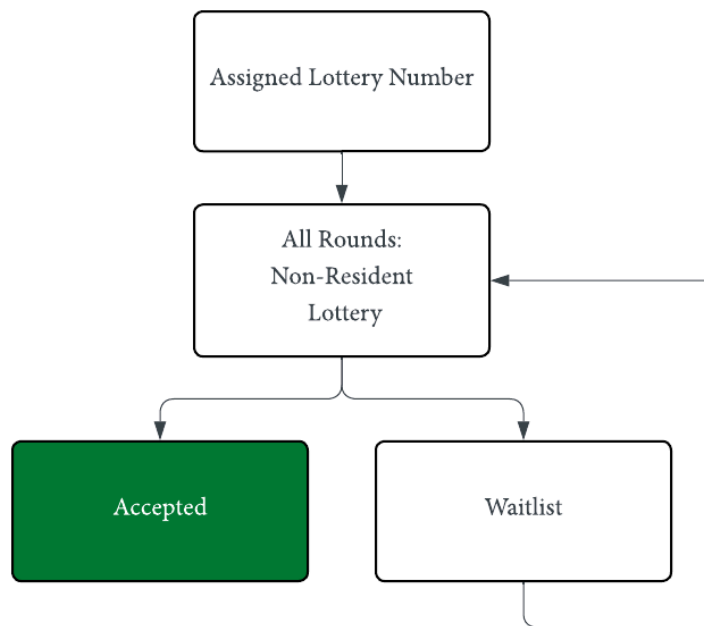 Assigned Lottery Number
All Rounds:
Non-Resident
Lottery
Accepted
Waitlist